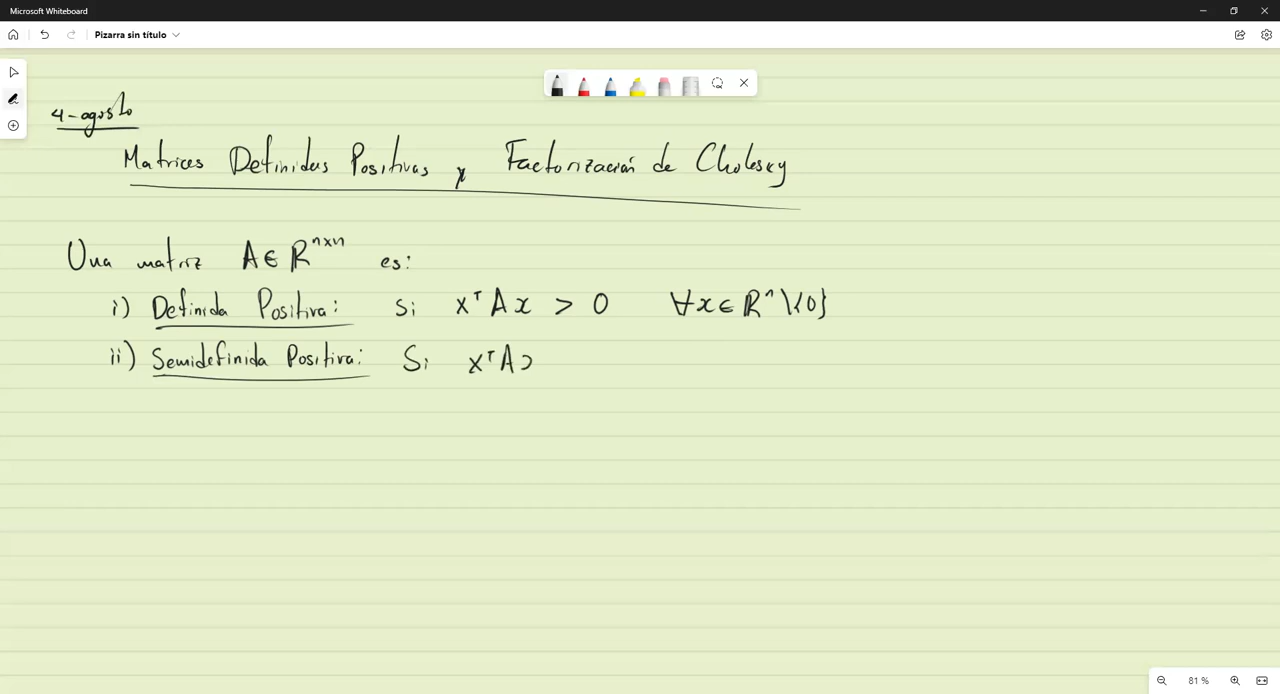 Microsoft Whiteboard
Pizarra sin título
4-agosto
Matrices Definidas Positivas y Factorización de Cholesky
Una matriz A ∈ ℝⁿˣⁿ es:
i) Definida Positiva: Si xᵀAx > 0 ∀x ∈ ℝⁿ\{0}
ii) Semidefinida Positiva: Si xᵀA
81 %